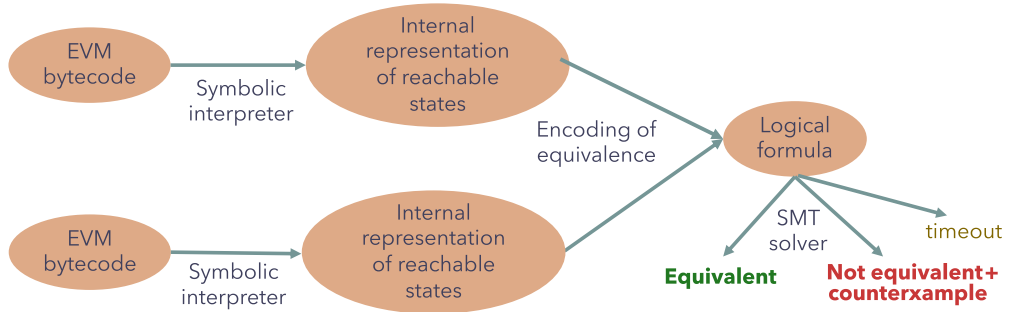 EVM
bytecode
Symbolic
interpreter
Internal
representation
of reachable
states
Encoding of
equivalence
Logical
formula
EVM
bytecode
Symbolic
interpreter
Internal
representation
of reachable
states
SMT
solver
timeout
Equivalent
Not equivalent+
counterxample